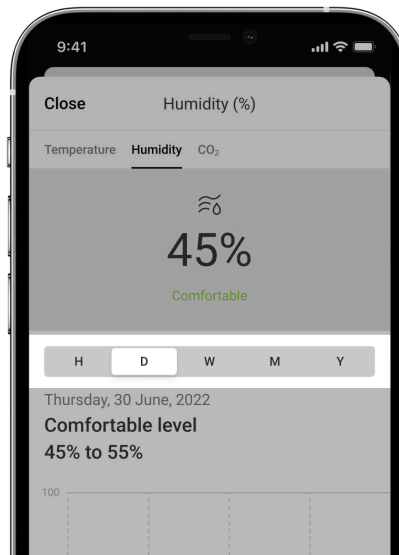 9:41
Close Humidity (%)
Temperature Humidity CO₂
45%
Comfortable
H D W M Y
Thursday, 30 June, 2022
Comfortable level
45% to 55%
100